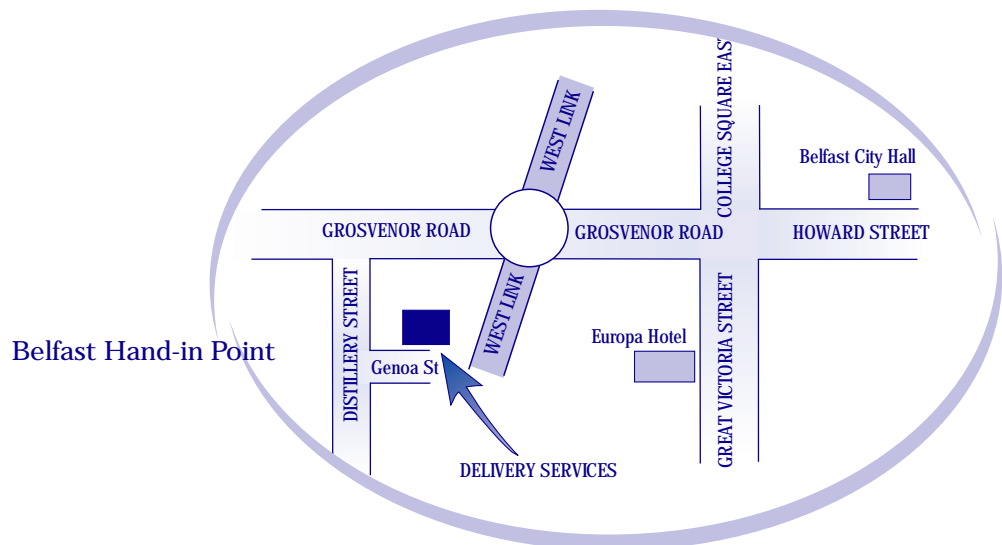 COLLEGE SQUARE EAST
WEST LINK
Belfast City Hall
GROSVENOR ROAD
GROSVENOR ROAD
HOWARD STREET
DISTILLERY STREET
WEST LINK
GREAT VICTORIA STREET
Europa Hotel
Belfast Hand-in Point
Genoa St
DELIVERY SERVICES